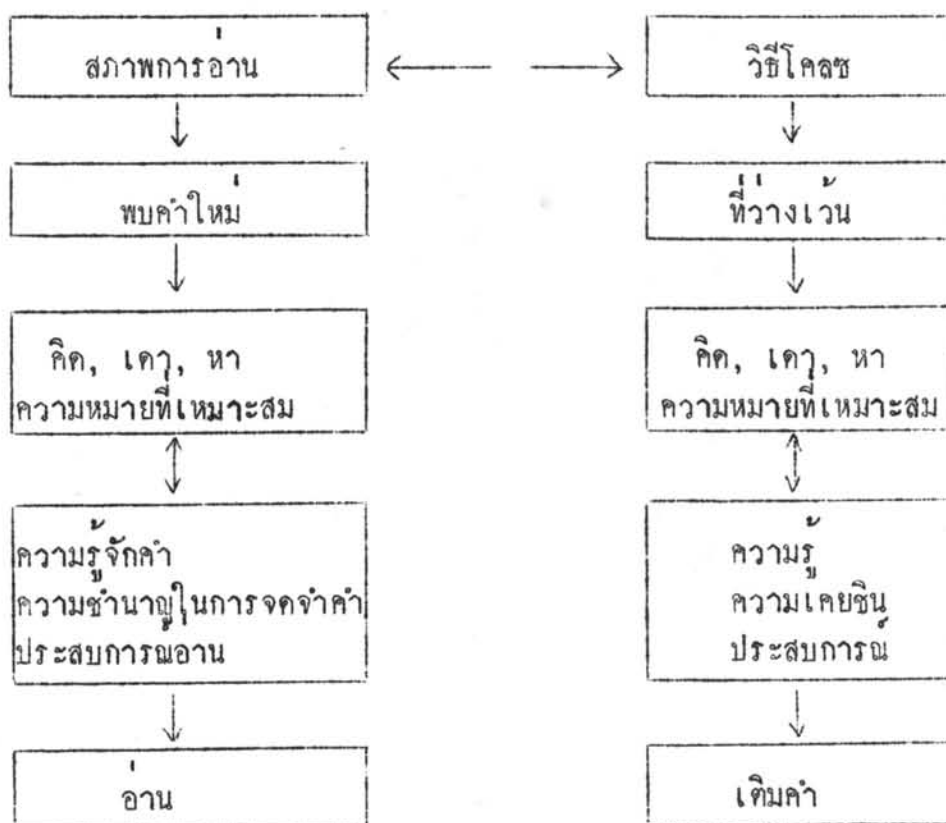 สภาพการอ่าน
วิธีโคลซ
พบคำใหม่
ที่ว่างเว้น
คิด, เดา, หา
ความหมายที่เหมาะสม
คิด, เดา, หา
ความหมายที่เหมาะสม
ความรู้จักคำ
ความชำนาญในการจดจำคำ
ประสบการณ์อ่าน
ความรู้
ความเคยชิน
ประสบการณ์
อ่าน
เติมคำ